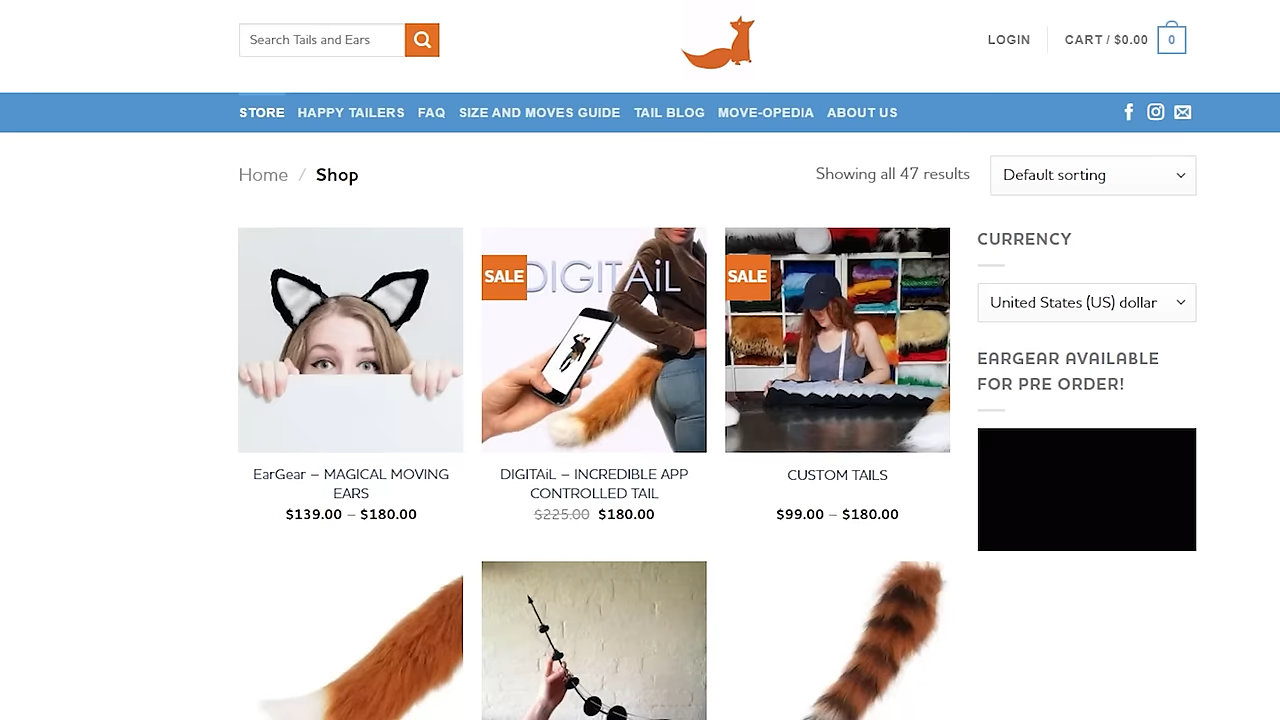 Search Tails and Ears
LOGIN
CART / $0.00
0
STORE
HAPPY TAILERS
FAQ
SIZE AND MOVES GUIDE
TAIL BLOG
MOVE-OPEDIA
ABOUT US
Home / Shop
Showing all 47 results
Default sorting
SALE
DIGITAiL
SALE
EarGear – MAGICAL MOVING
EARS
$139.00 – $180.00
DIGITAiL – INCREDIBLE APP
CONTROLLED TAIL
$225.00 $180.00
CUSTOM TAILS
$99.00 – $180.00
CURRENCY
United States (US) dollar
EARGEAR AVAILABLE
FOR PRE ORDER!